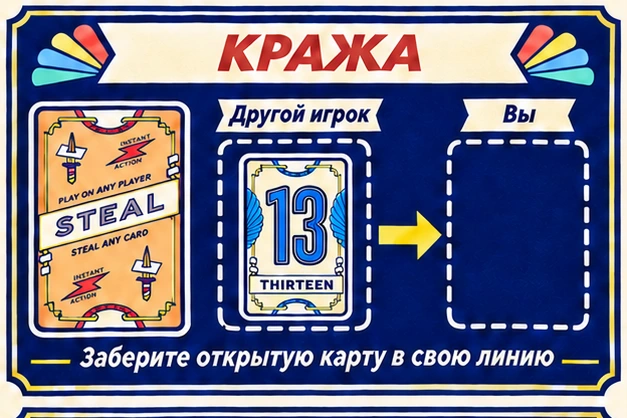 КРАЖА
Другой игрок
Вы
INSTANT
ACTION
PLAY ON ANY PLAYER
STEAL
STEAL ANY CARD
INSTANT
ACTION
13
THIRTEEN
Заберите открытую карту в свою линию